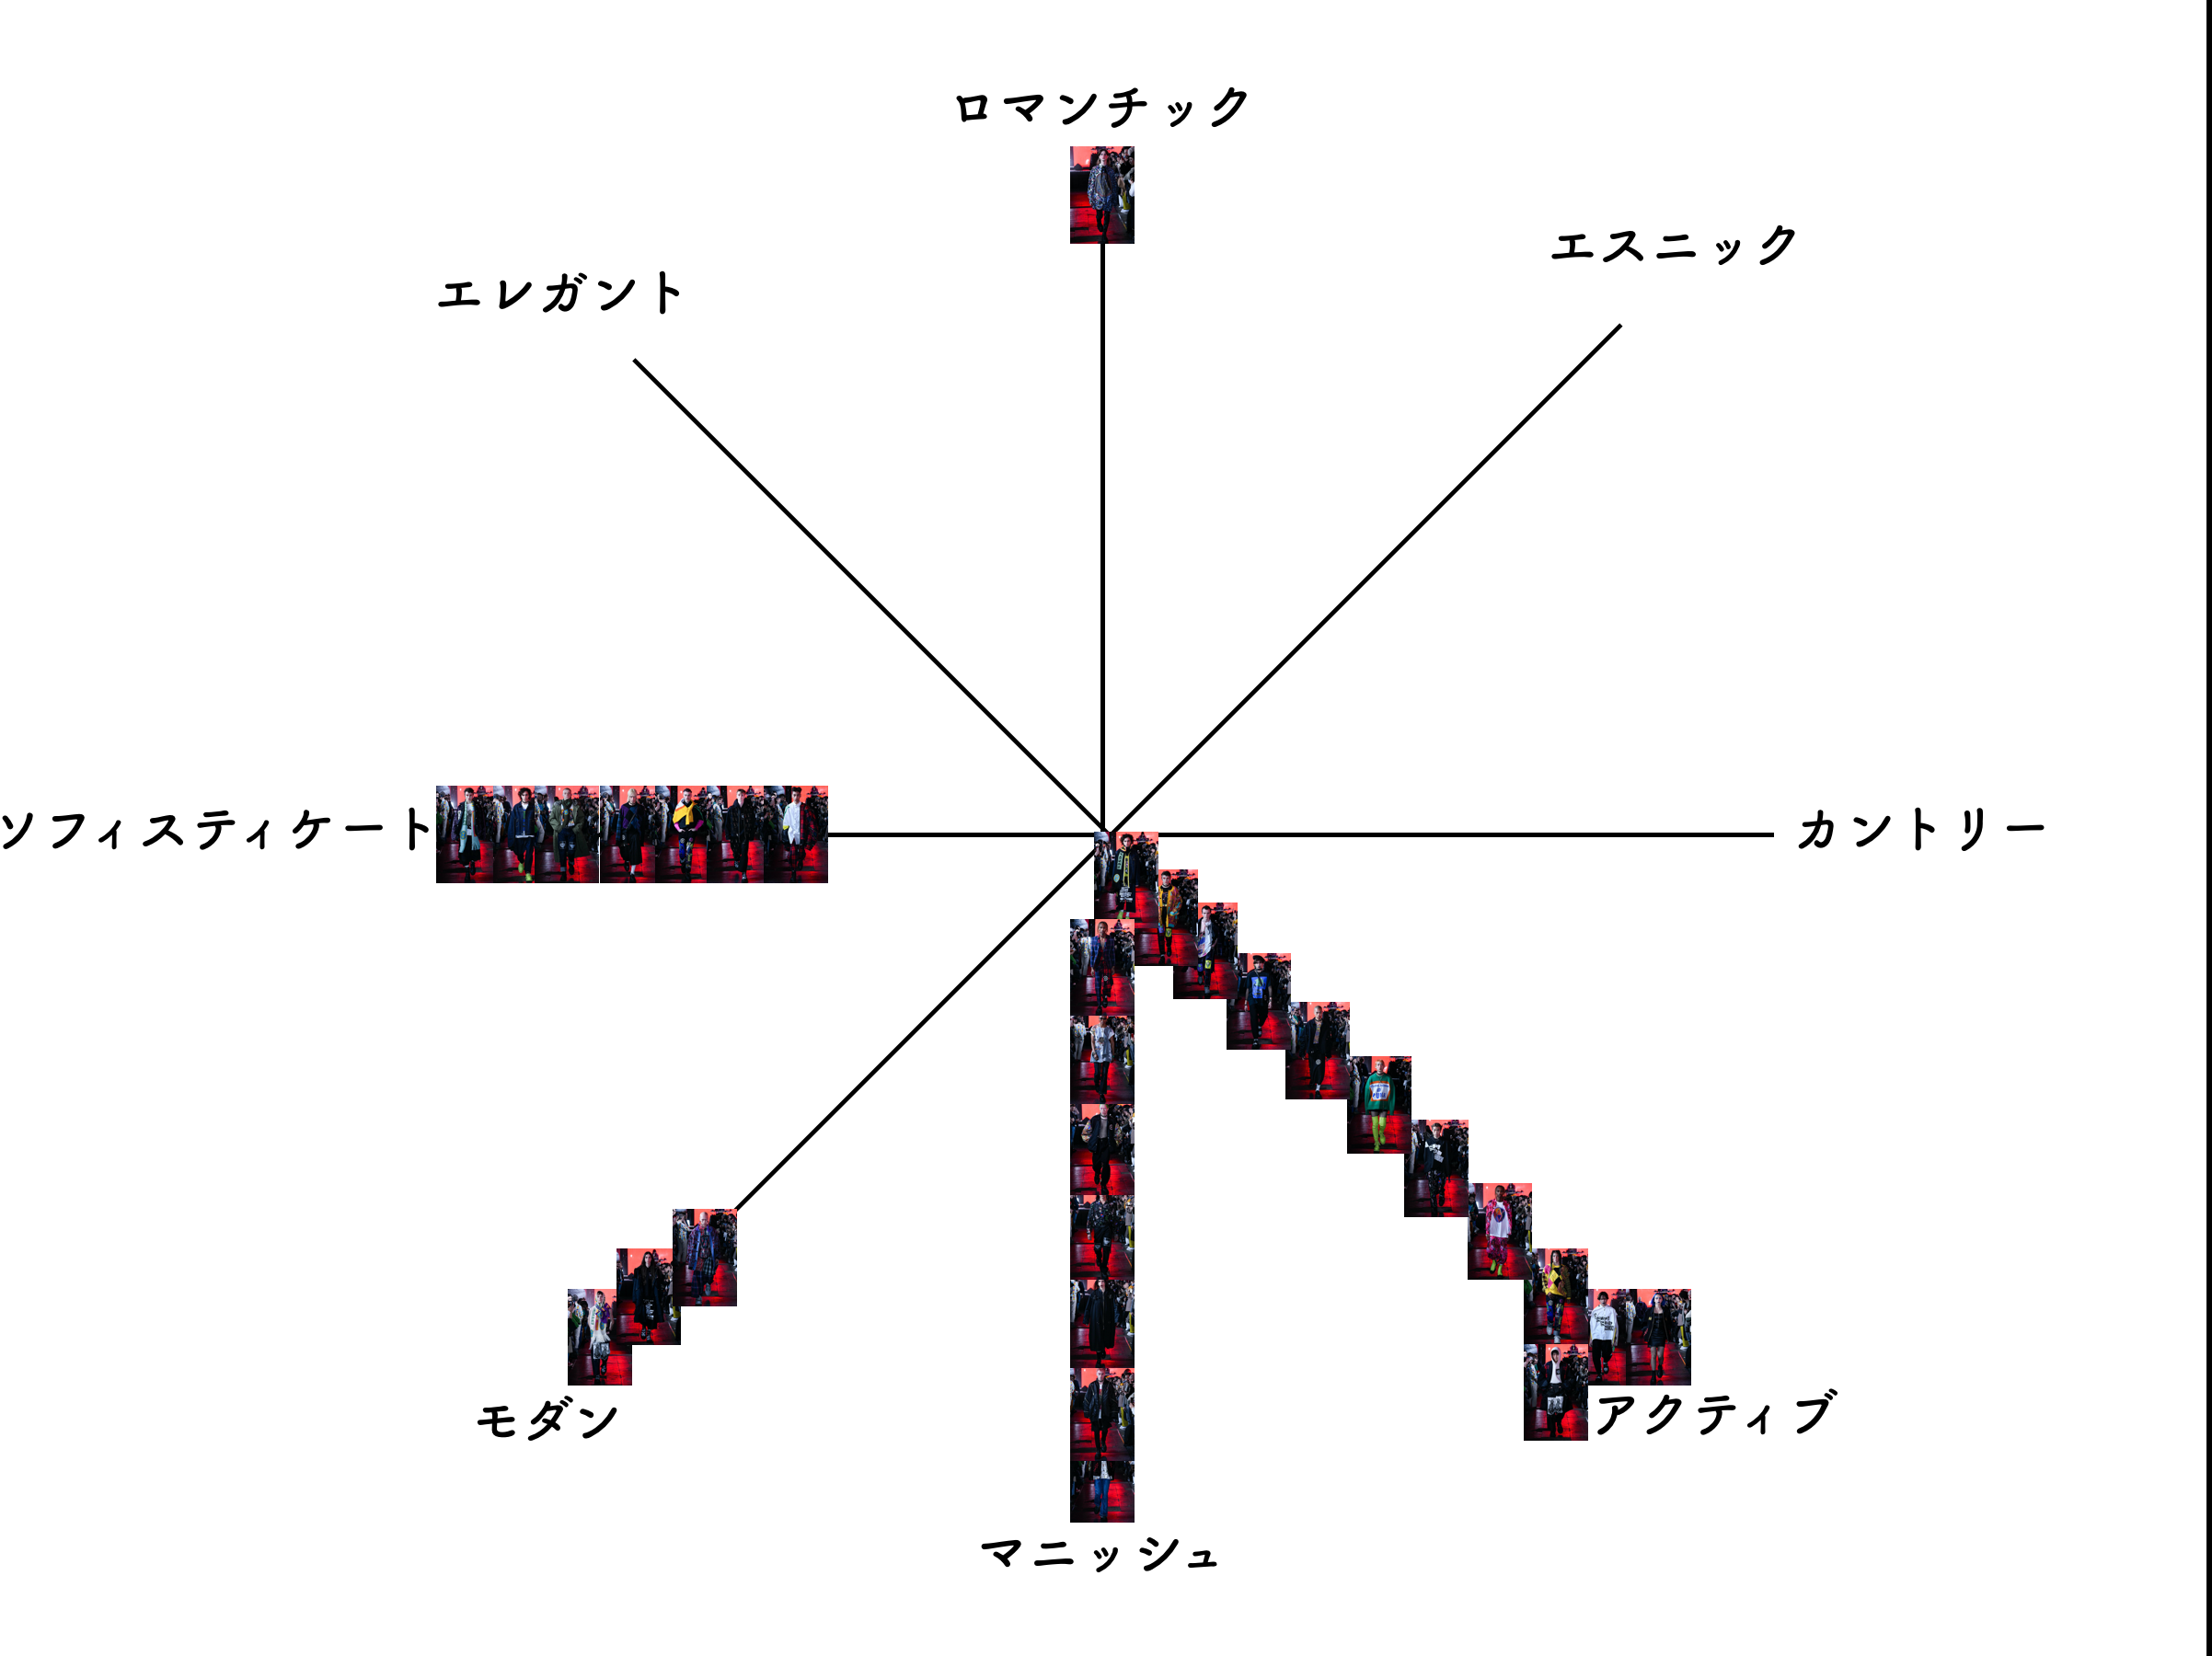 ロマンチック
エスニック
エレガント
ソフィスティケート
カントリー
モダン
アクティブ
マニッシュ